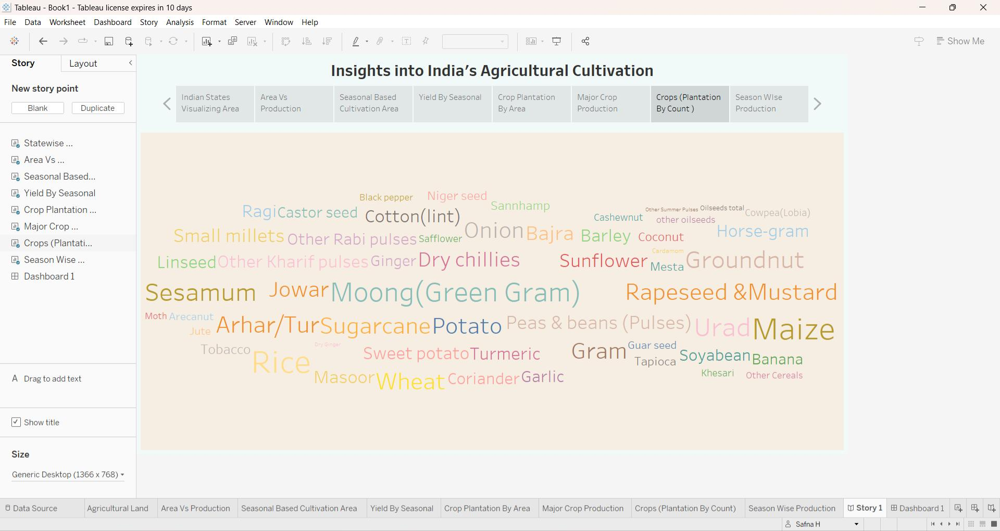 Tableau - Book1 - Tableau license expires in 10 days
File Data Worksheet Dashboard Story Analysis Format Server Window Help
Show Me
Story Layout
New story point
Blank Duplicate
Statewise ...
Area Vs ...
Seasonal Based...
Yield By Seasonal
Crop Plantation ...
Major Crop ...
Crops (Plantati...
Season Wise ...
Dashboard 1
A Drag to add text
Show title
Size
Generic Desktop (1366 x 768)
Insights into India's Agricultural Cultivation
Indian States Visualizing Area
Area Vs Production
Seasonal Based Cultivation Area
Yield By Seasonal
Crop Plantation By Area
Major Crop Production
Crops (Plantation By Count )
Season WIse Production
Black pepper Niger seed
Sannhamp
Ragi Castor seed Cotton(lint) Cashewnut Other Summer Pulses Oilseeds total Cowpea(Lobia)
other oilseeds
Small millets Other Rabi pulses Safflower Onion Bajra Barley Coconut Horse-gram
Cardamom
Linseed Other Kharif pulses Ginger Dry chillies Sunflower Mesta Groundnut
Sesamum Jowar Moong(Green Gram) Rapeseed &Mustard
Moth Arecanut
Jute Arhar/Tur Sugarcane Potato Peas & beans (Pulses) Urad Maize
Dry Ginger Guar seed
Tobacco Rice Sweet potato Turmeric Gram Tapioca Soyabean Banana
Masoor Wheat Coriander Garlic Khesari Other Cereals
Data Source Agricultural Land Area Vs Production Seasonal Based Cultivation Area Yield By Seasonal Crop Plantation By Area Major Crop Production Crops (Plantation By Count) Season Wise Production Story 1 Dashboard 1
Safna H